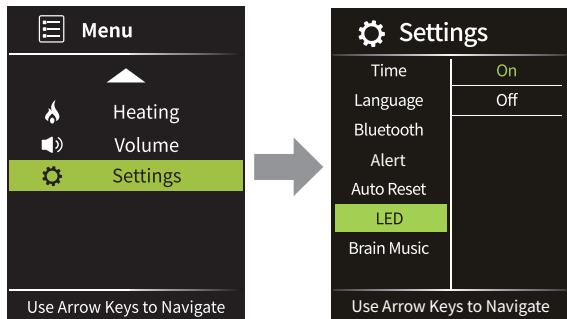 Menu
Heating
Volume
Settings
Use Arrow Keys to Navigate
Settings
Time
Language
Bluetooth
Alert
Auto Reset
LED
Brain Music
On
Off
Use Arrow Keys to Navigate